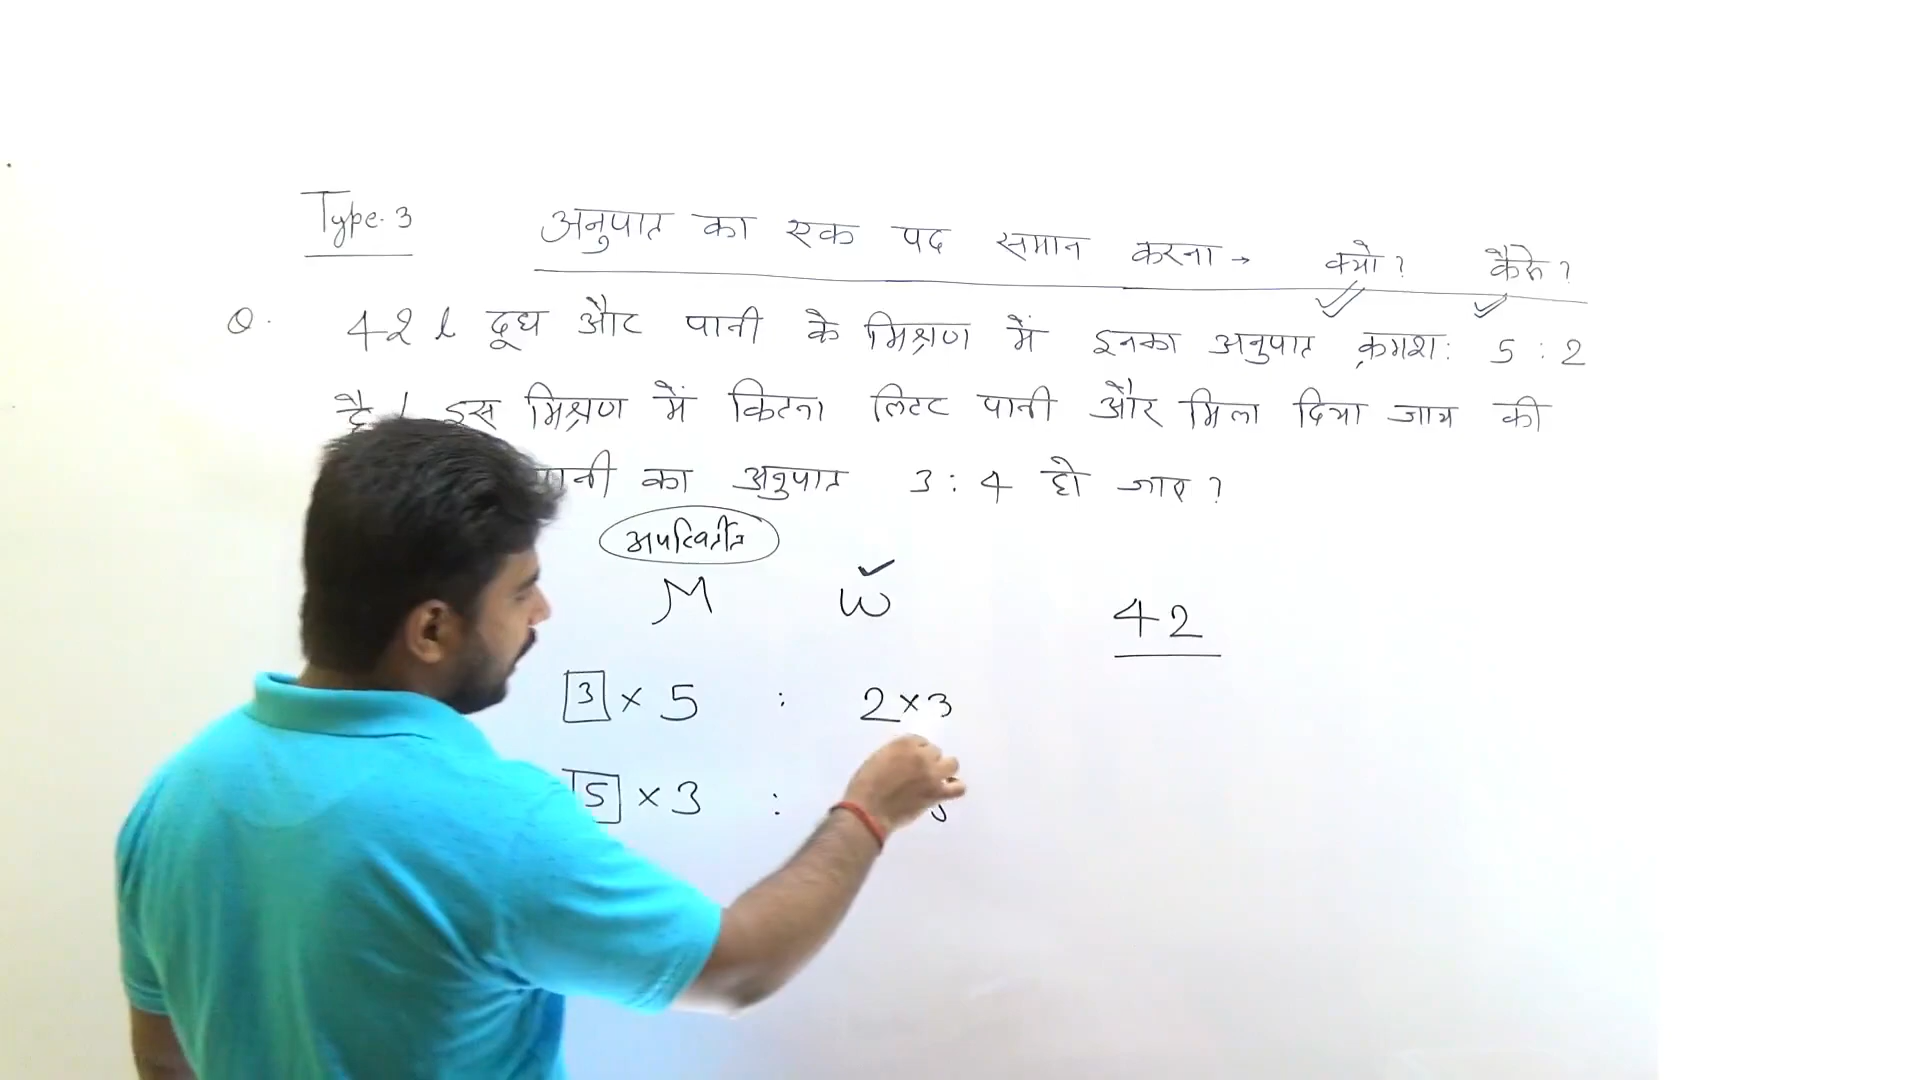 Type-3 अनुपात का एक पद समान करना → क्यो? कैसे?
Q. 42 l दूध और पानी के मिश्रण में इनका अनुपात क्रमशः 5 : 2
है। इस मिश्रण में कितना लिटर पानी और मिला दिया जाय की
पानी का अनुपात 3 : 4 हो जाए?
अपरिवर्तीत
M W
42
3 × 5 : 2 × 3
5 × 3 :